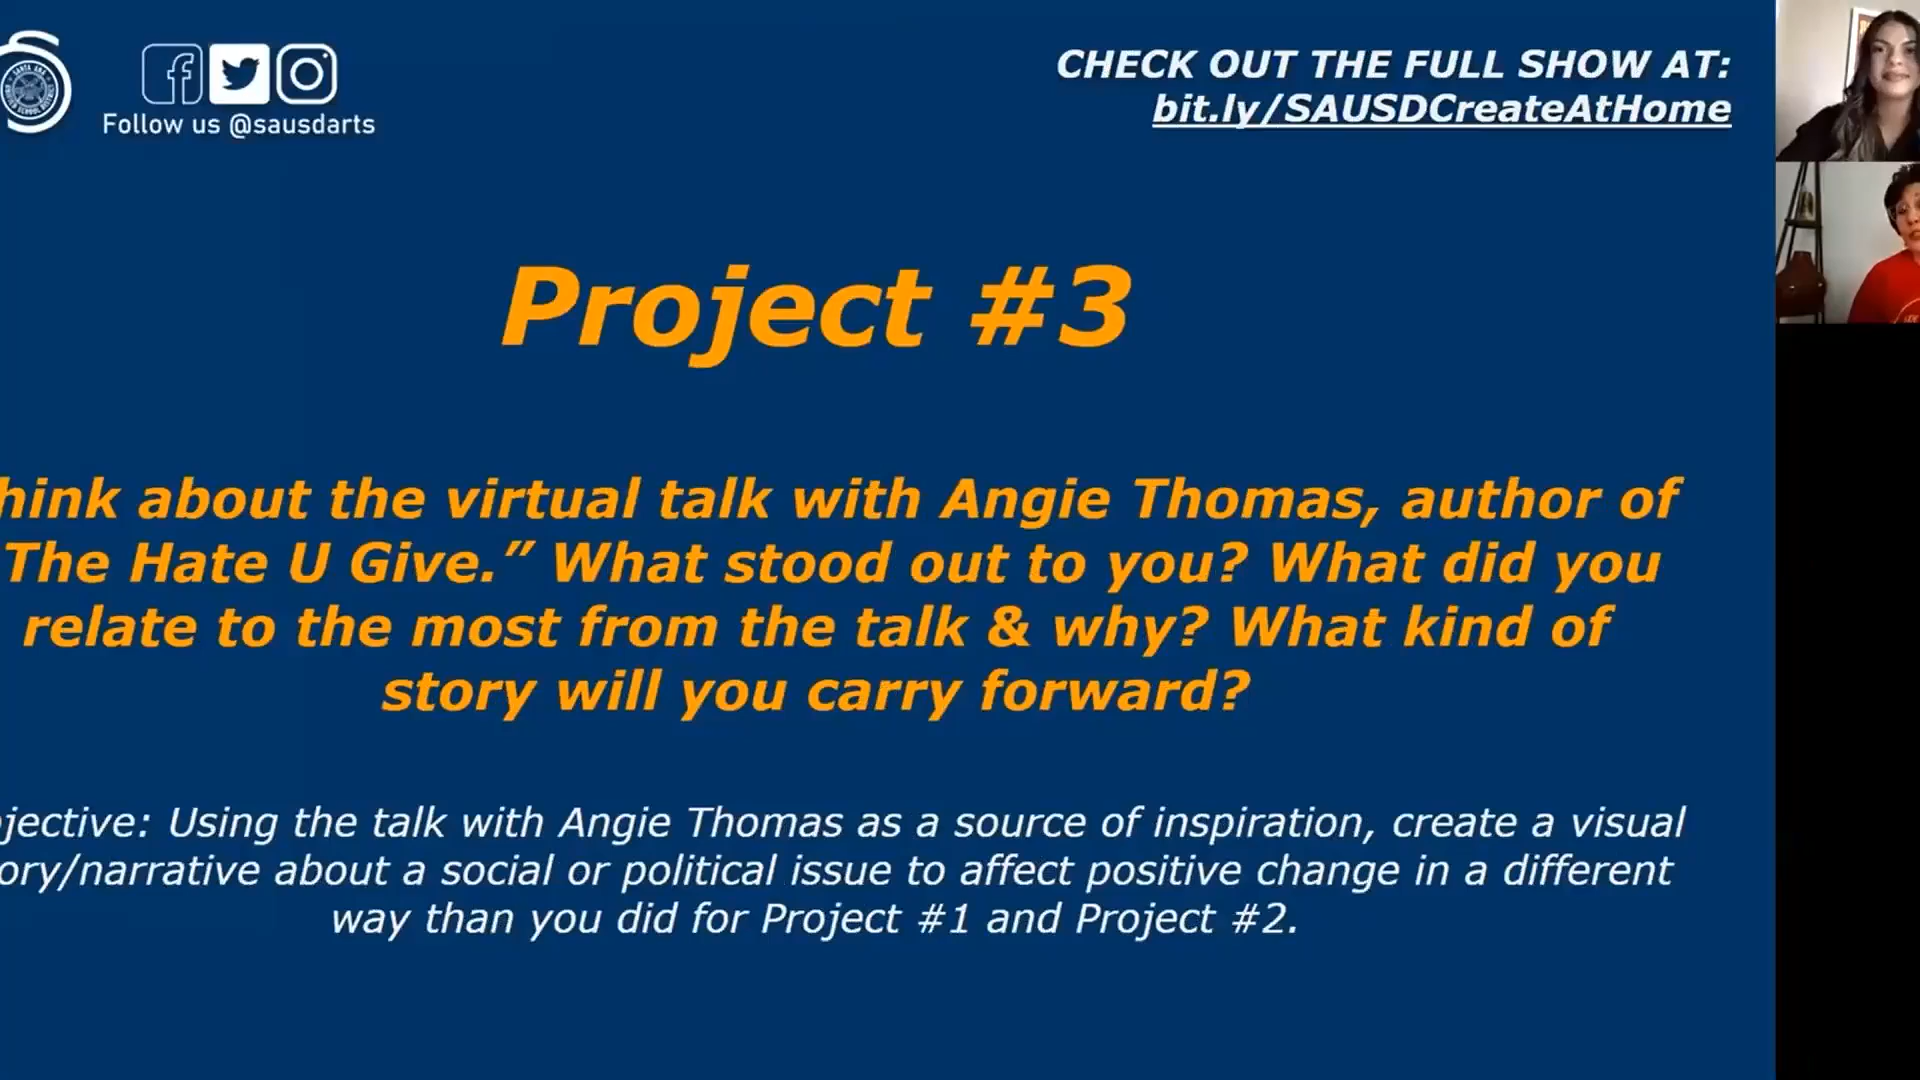 Follow us @sausdarts
CHECK OUT THE FULL SHOW AT:
bit.ly/SAUSDCreateAtHome
Project #3
hink about the virtual talk with Angie Thomas, author of
The Hate U Give.” What stood out to you? What did you
relate to the most from the talk & why? What kind of
story will you carry forward?
jective: Using the talk with Angie Thomas as a source of inspiration, create a visual
ory/narrative about a social or political issue to affect positive change in a different
way than you did for Project #1 and Project #2.